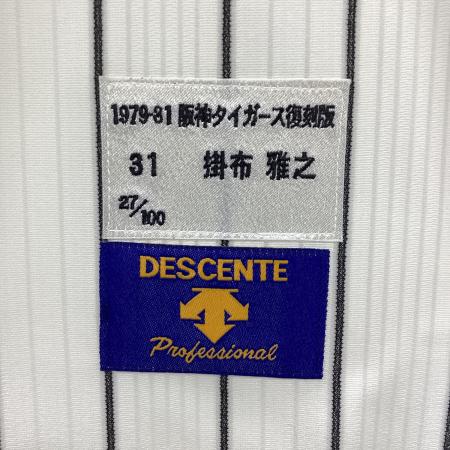 1979-81 阪神タイガース復刻版
31 掛布 雅之
27/100
DESCENTE
Professional